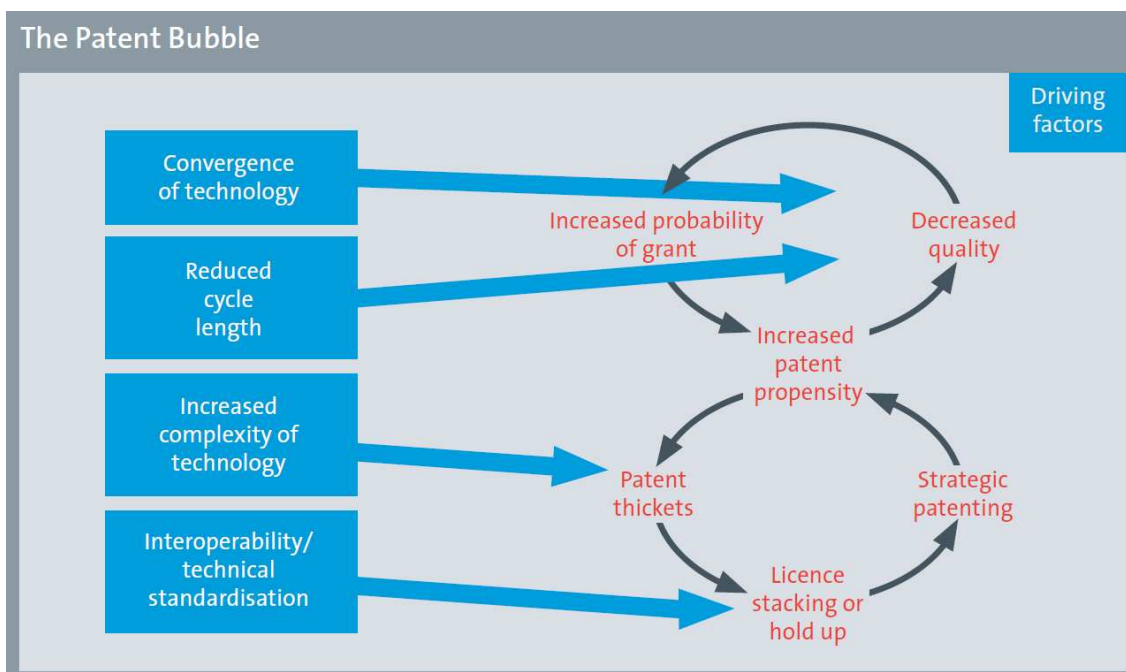 The Patent Bubble
Driving
factors
Convergence
of technology
Reduced
cycle
length
Increased
complexity of
technology
Interoperability/
technical
standardisation
Increased probability
of grant
Decreased
quality
Increased
patent
propensity
Patent
thickets
Strategic
patenting
Licence
stacking or
hold up